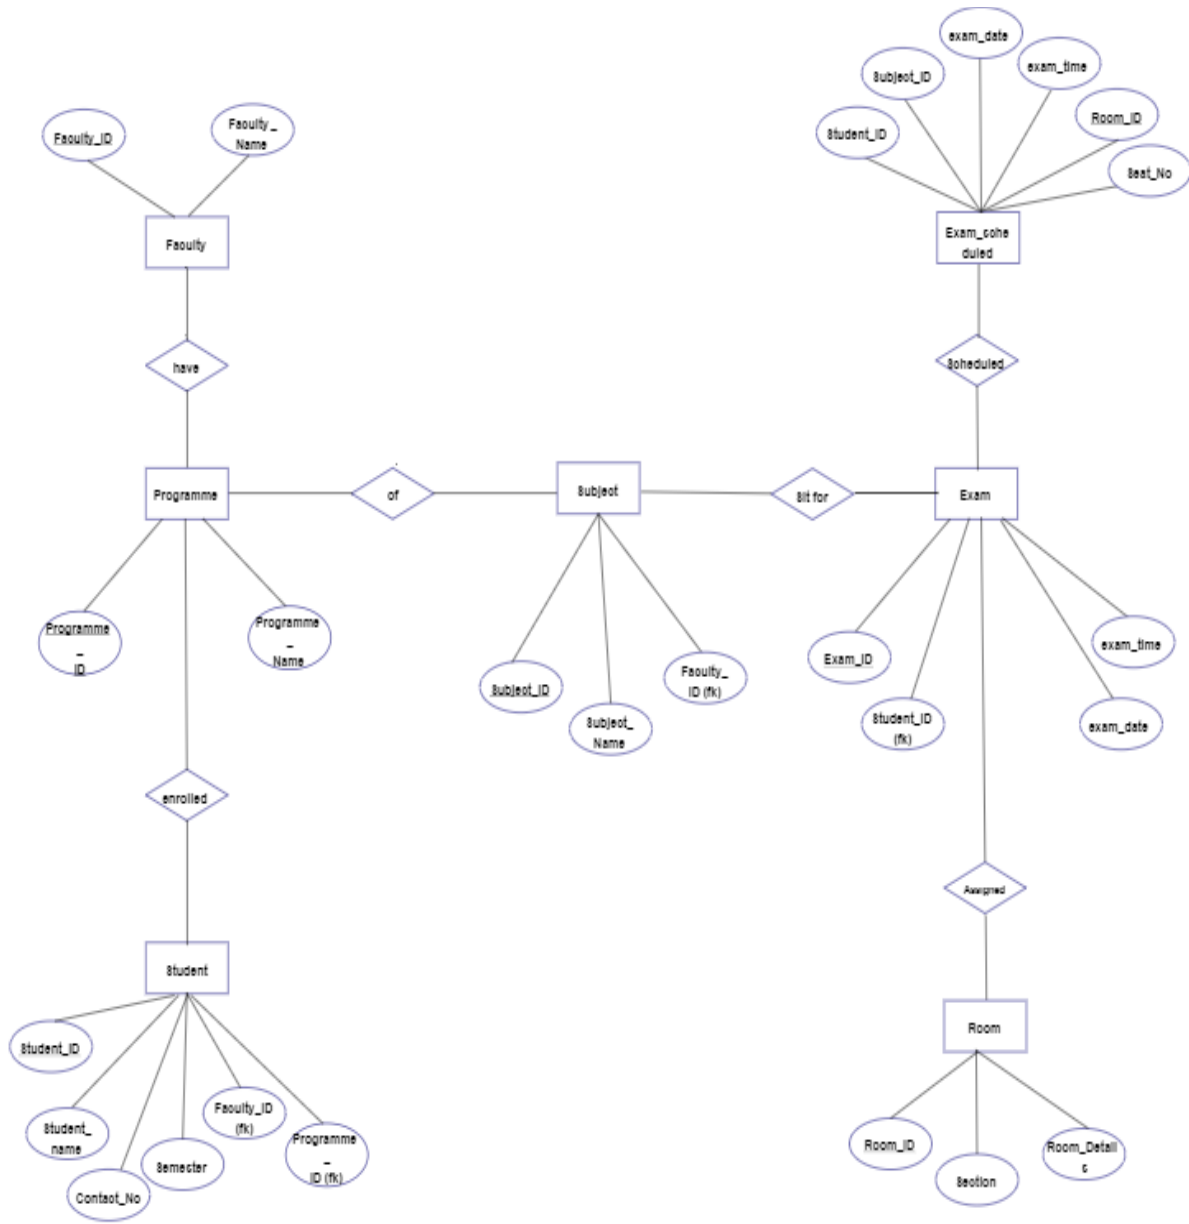 exam_date
exam_time
Subject_ID
Room_ID
Student_ID
Seat_No
Faculty_ID
Faculty_
Name
Faculty
Exam_sche
duled
have
Scheduled
Programme
of
Subject
Sit for
Exam
Programme
_
ID
Programme
_
Name
Subject_ID
Subject_
Name
Faculty_
ID (fk)
Exam_ID
Student_ID
(fk)
exam_time
exam_date
enrolled
Assigned
Student
Room
Student_ID
Student_
name
Contact_No
Semester
Faculty_ID
(fk)
Programme
_
ID (fk)
Room_ID
Section
Room_Detail
s